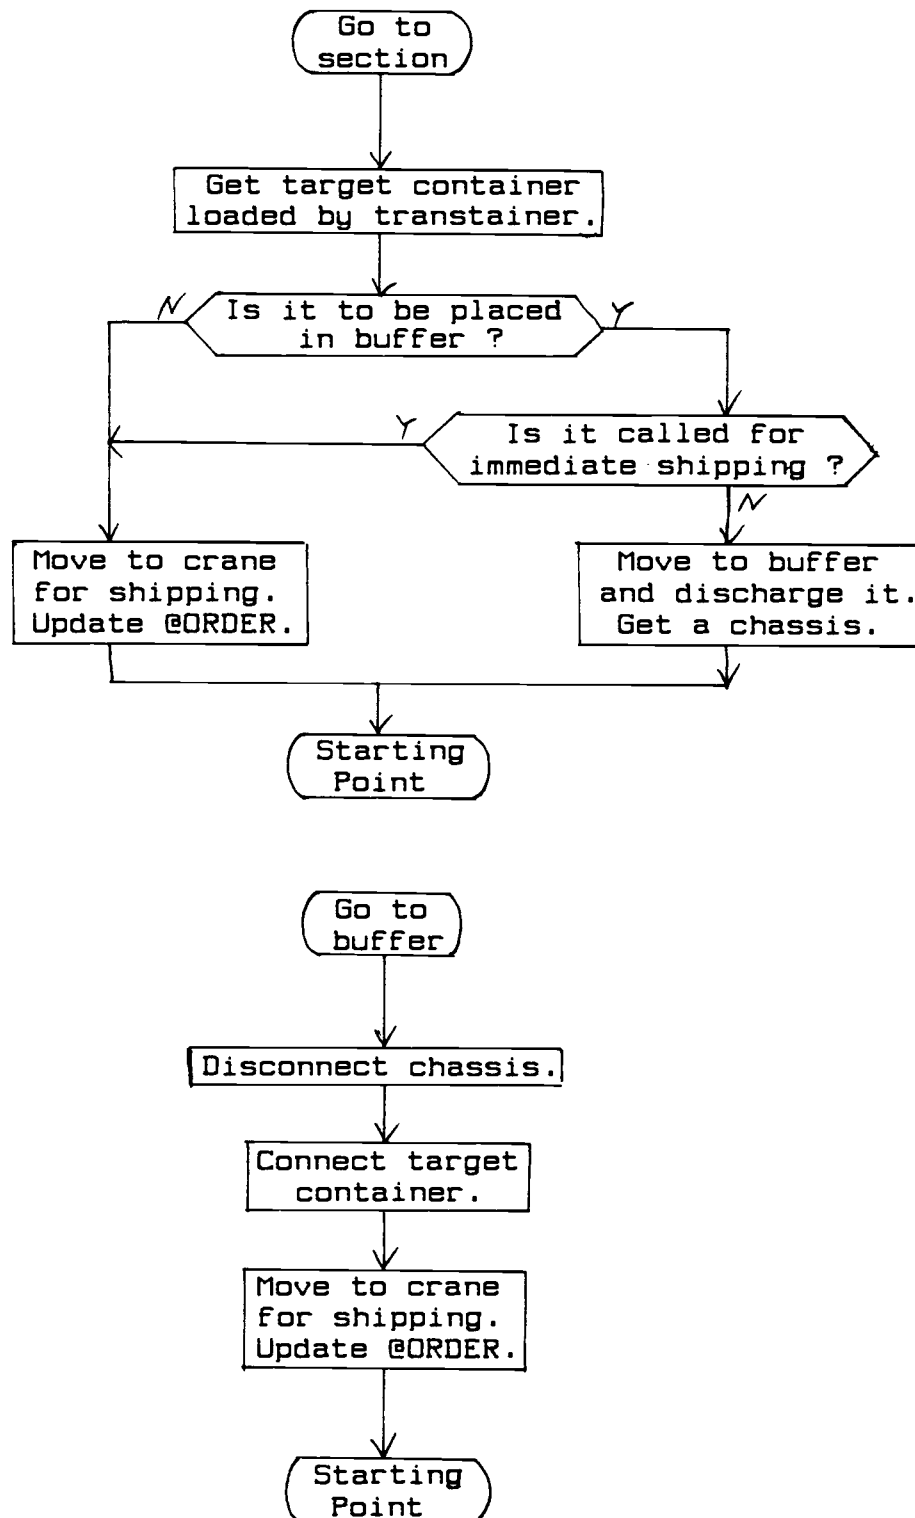 Go to
section
Get target container
loaded by transtainer.
N
Is it to be placed
in buffer ?
Y
Y
Is it called for
immediate shipping ?
N
Move to crane
for shipping.
Update @ORDER.
Move to buffer
and discharge it.
Get a chassis.
Starting
Point
Go to
buffer
Disconnect chassis.
Connect target
container.
Move to crane
for shipping.
Update @ORDER.
Starting
Point